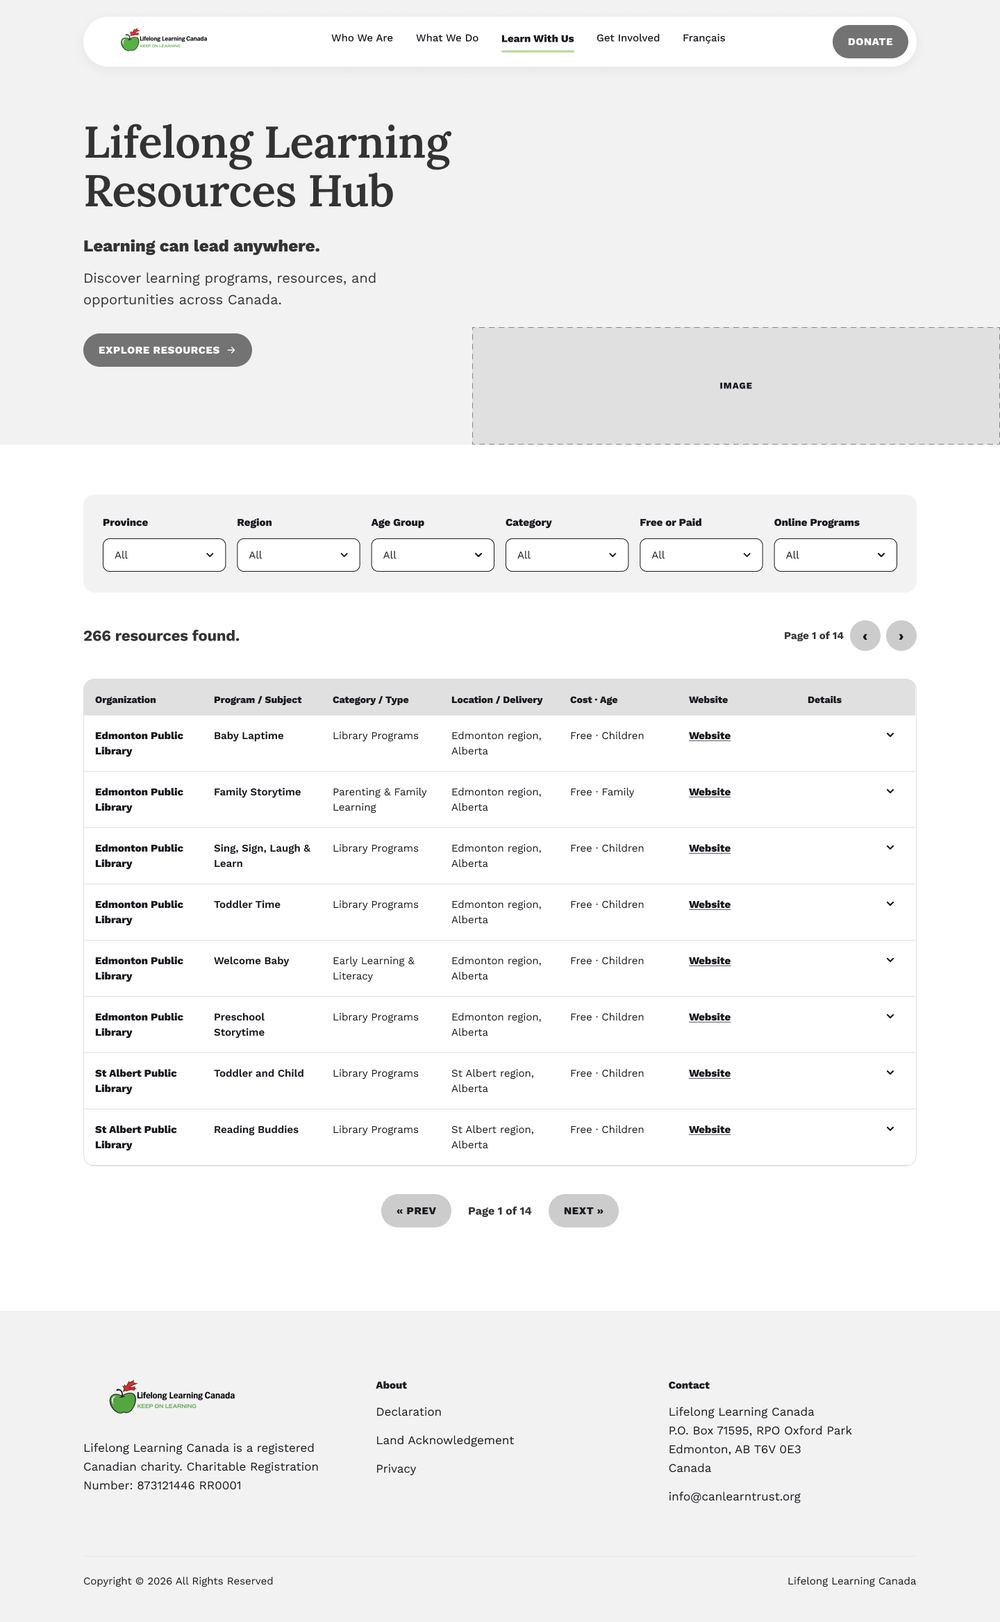 Lifelong Learning Canada
KEEP ON LEARNING
Who We Are
What We Do
Learn With Us
Get Involved
Français
DONATE
Lifelong Learning
Resources Hub
Learning can lead anywhere.
Discover learning programs, resources, and
opportunities across Canada.
EXPLORE RESOURCES →
IMAGE
Province Region Age Group Category Free or Paid Online Programs
All All All All All All
266 resources found.
Page 1 of 14 ‹ ›
Organization Program / Subject Category / Type Location / Delivery Cost · Age Website Details
Edmonton Public Baby Laptime Library Programs Edmonton region, Free · Children Website
Library Alberta
Edmonton Public Family Storytime Parenting & Family Edmonton region, Free · Family Website
Library Learning Alberta
Edmonton Public Sing, Sign, Laugh & Library Programs Edmonton region, Free · Children Website
Library Learn Alberta
Edmonton Public Toddler Time Library Programs Edmonton region, Free · Children Website
Library Alberta
Edmonton Public Welcome Baby Early Learning & Edmonton region, Free · Children Website
Library Literacy Alberta
Edmonton Public Preschool Library Programs Edmonton region, Free · Children Website
Library Storytime Alberta
St Albert Public Toddler and Child Library Programs St Albert region, Free · Children Website
Library Alberta
St Albert Public Reading Buddies Library Programs St Albert region, Free · Children Website
Library Alberta
« PREV Page 1 of 14 NEXT »
Lifelong Learning Canada
KEEP ON LEARNING
Lifelong Learning Canada is a registered
Canadian charity. Charitable Registration
Number: 873121446 RR0001
About
Declaration
Land Acknowledgement
Privacy
Contact
Lifelong Learning Canada
P.O. Box 71595, RPO Oxford Park
Edmonton, AB T6V 0E3
Canada
info@canlearntrust.org
Copyright © 2026 All Rights Reserved
Lifelong Learning Canada